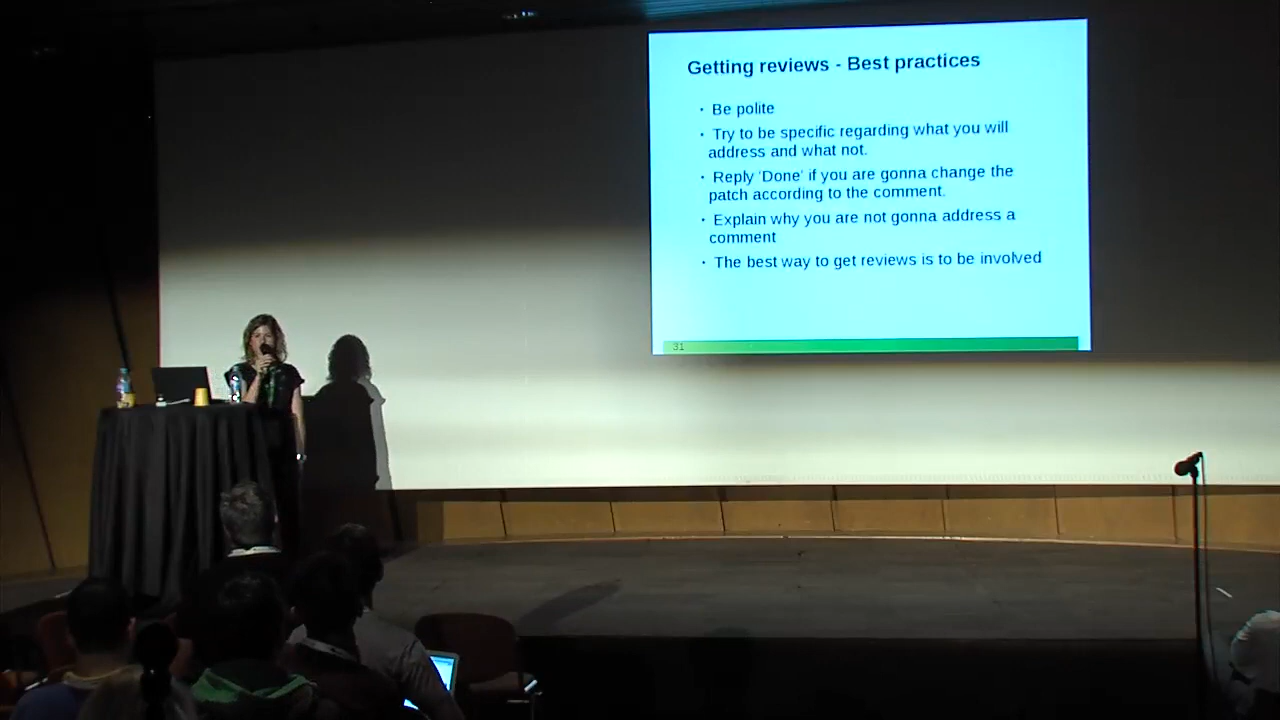 Getting reviews - Best practices
· Be polite
· Try to be specific regarding what you will
address and what not.
· Reply 'Done' if you are gonna change the
patch according to the comment.
· Explain why you are not gonna address a
comment
· The best way to get reviews is to be involved
31